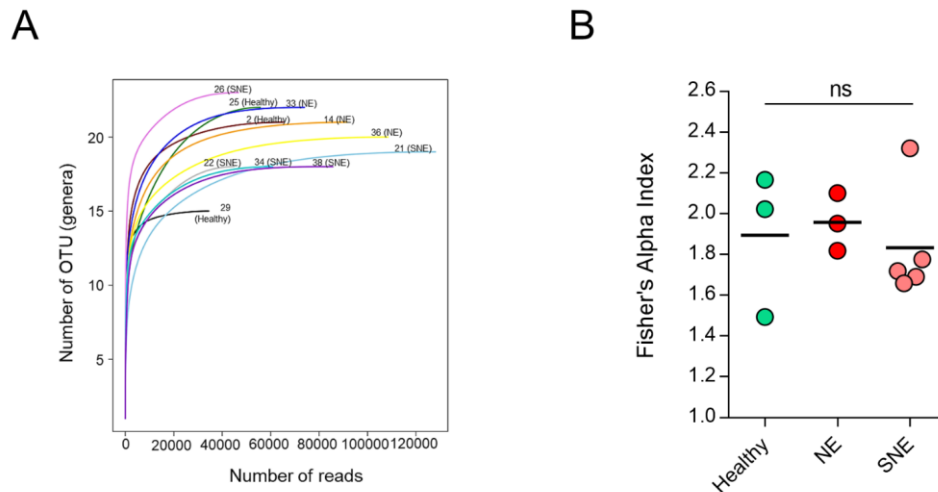 A
B
26 (SNE)
25 (Healthy)
33 (NE)
2 (Healthy)
14 (NE)
36 (NE)
21 (SNE)
22 (SNE)
34 (SNE)
38 (SNE)
29
(Healthy)
20
15
10
5
Number of OTU (genera)
0 20000 40000 60000 80000 100000 120000
Number of reads
ns
2.6
2.4
2.2
2.0
1.8
1.6
1.4
1.2
1.0
Fisher's Alpha Index
Healthy
NE
SNE